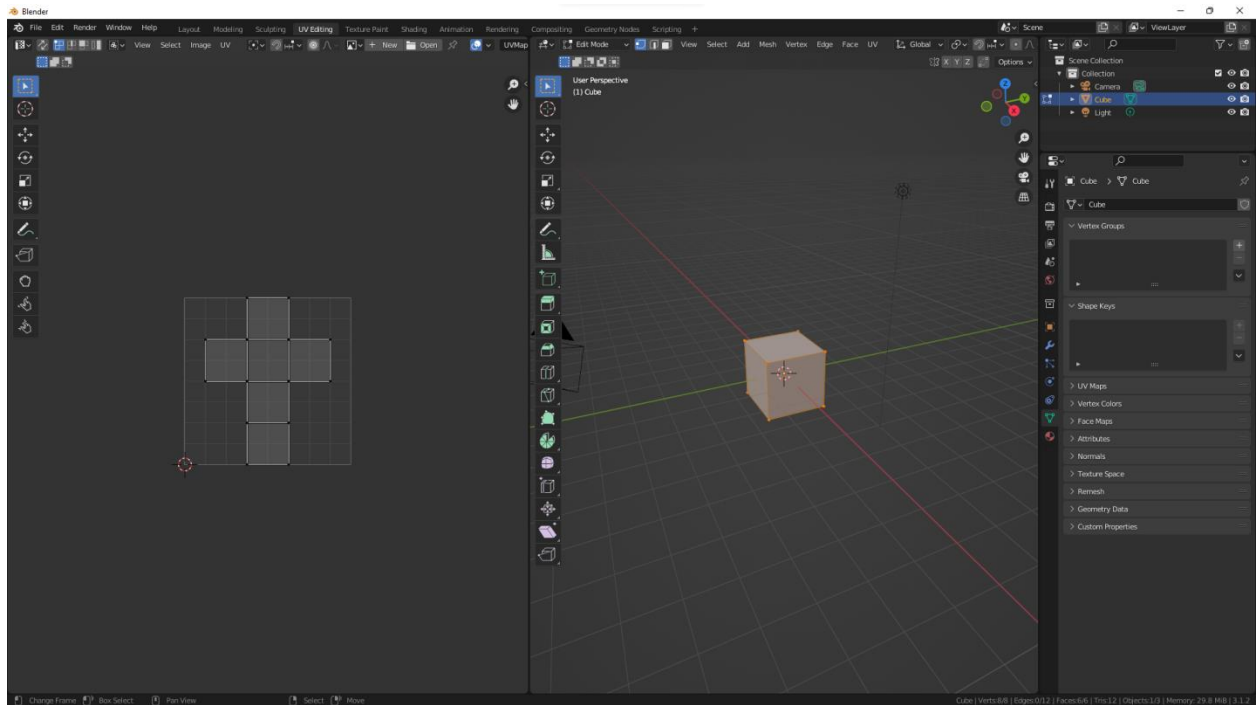 Blender
File Edit Render Window Help Layout Modeling Sculpting UV Editing Texture Paint Shading Animation Rendering Compositing Geometry Nodes Scripting + Scene ViewLayer
View Select Image UV + New Open UVMap Edit Mode View Select Add Mesh Vertex Edge Face UV Global
X Y Z Options
User Perspective
(1) Cube
Z
Y
X
Scene Collection
Collection
Camera
Cube
Light
Cube > Cube
Cube
Vertex Groups
Shape Keys
UV Maps
Vertex Colors
Face Maps
Attributes
Normals
Texture Space
Remesh
Geometry Data
Custom Properties
Change Frame Box Select Pan View Select Move Cube | Verts:8/8 | Edges:0/12 | Faces:6/6 | Tris:12 | Objects:1/3 | Memory: 29.8 MiB | 3.1.2